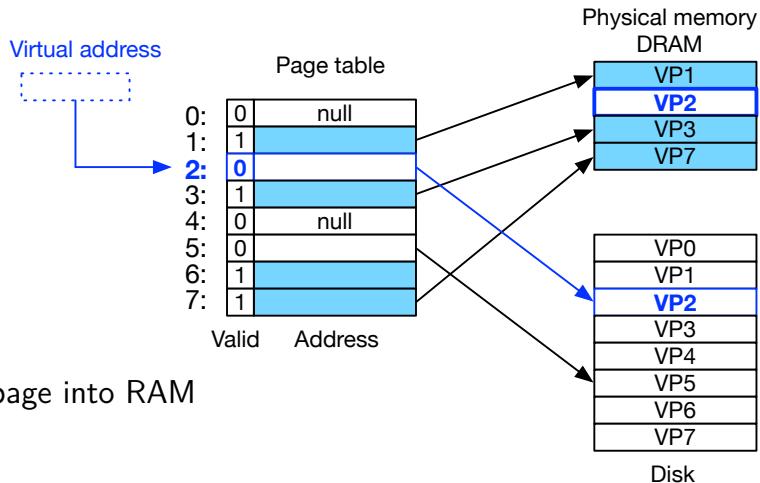 Physical memory
DRAM
Virtual address
Page table
0: 0 null
1: 1
2: 0
3: 1
4: 0 null
5: 0
6: 1
7: 1
Valid Address
VP1
VP2
VP3
VP7
VP0
VP1
VP2
VP3
VP4
VP5
VP6
VP7
Disk
page into RAM